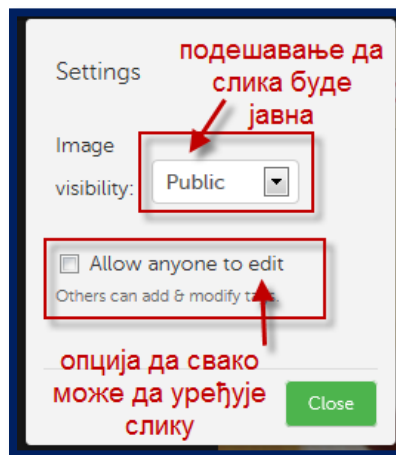 подешавање да
слика буде
јавна
Settings
Image
visibility:
Public
Allow anyone to edit
Others can add & modify tags.
опција да свако
може да уређује
слику
Close